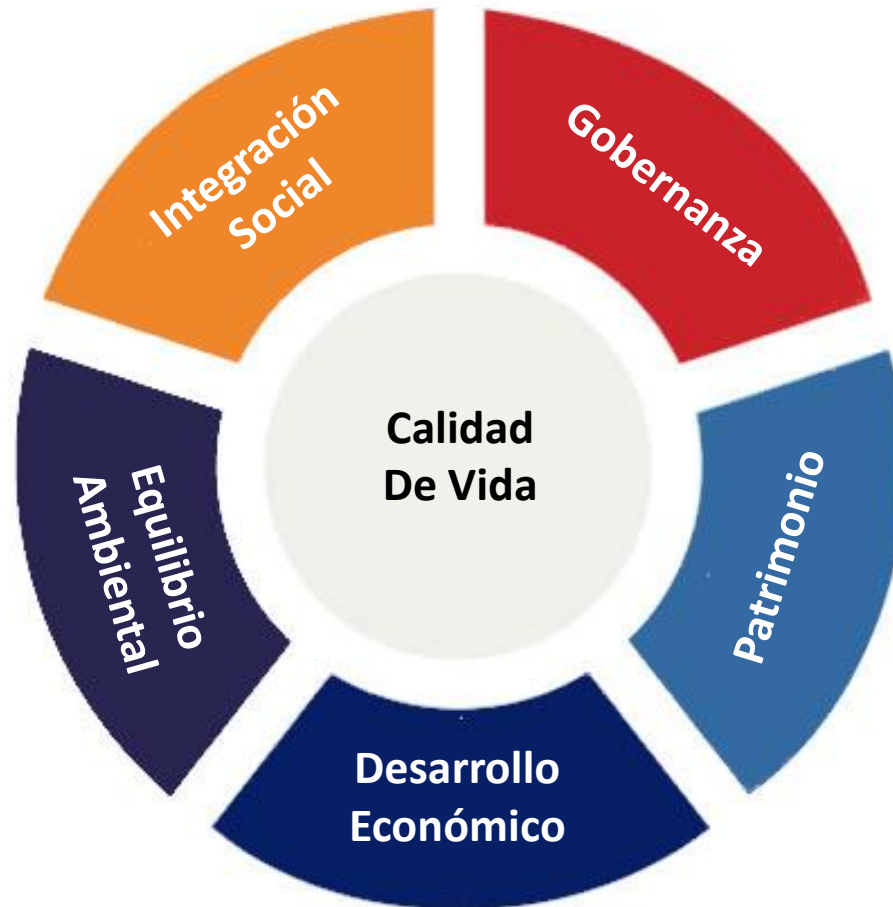 Integración
Social
Gobernanza
Calidad
De Vida
Equilibrio
Ambiental
Patrimonio
Desarrollo
Económico